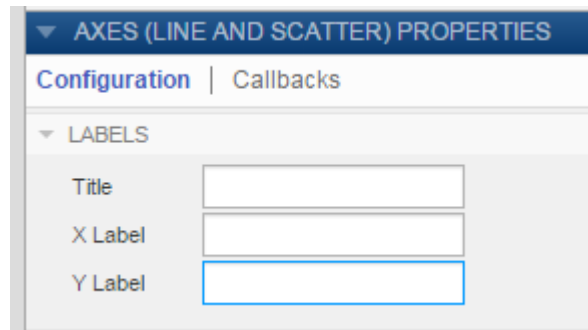 AXES (LINE AND SCATTER) PROPERTIES
Configuration | Callbacks
LABELS
Title
X Label
Y Label